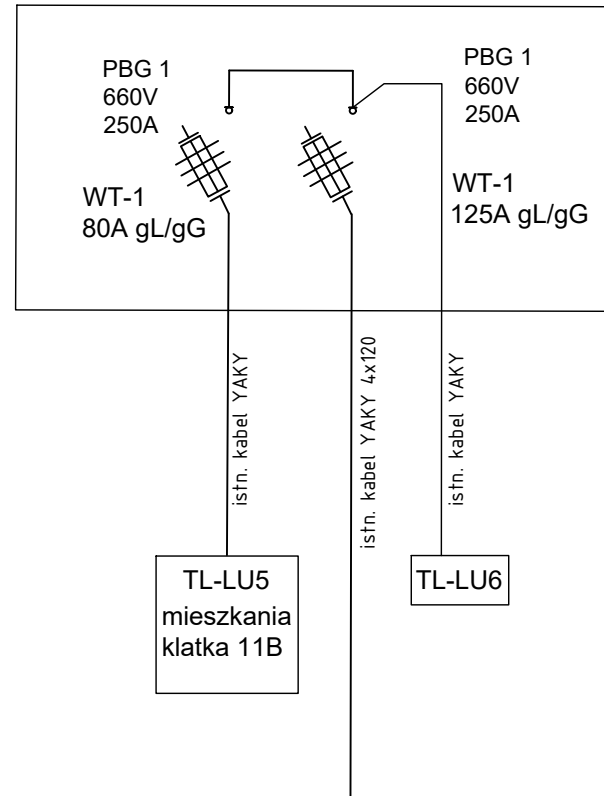 PBG 1
660V
250A
PBG 1
660V
250A
WT-1
80A gL/gG
WT-1
125A gL/gG
istn. kabel YAKY
istn. kabel YAKY 4x120
istn. kabel YAKY
TL-LU5
mieszkania
klatka 11B
TL-LU6